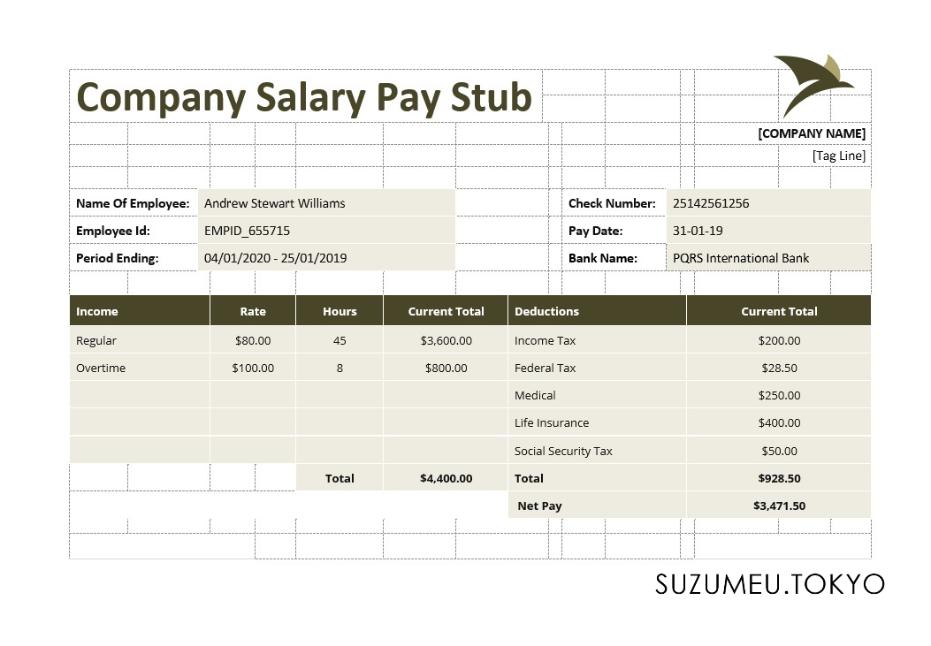 Company Salary Pay Stub
[COMPANY NAME]
[Tag Line]
Name Of Employee: Andrew Stewart Williams Check Number: 25142561256
Employee Id: EMPID_655715 Pay Date: 31-01-19
Period Ending: 04/01/2020 - 25/01/2019 Bank Name: PQRS International Bank
Income Rate Hours Current Total Deductions Current Total
Regular $80.00 45 $3,600.00 Income Tax $200.00
Overtime $100.00 8 $800.00 Federal Tax $28.50
Medical $250.00
Life Insurance $400.00
Social Security Tax $50.00
Total $4,400.00 Total $928.50
Net Pay $3,471.50
SUZUMEU.TOKYO